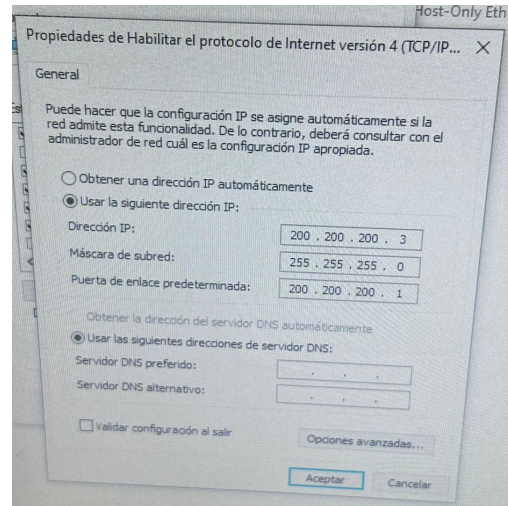 Host-Only Eth
Propiedades de Habilitar el protocolo de Internet versión 4 (TCP/IP...
General
Puede hacer que la configuración IP se asigne automáticamente si la
red admite esta funcionalidad. De lo contrario, deberá consultar con el
administrador de red cuál es la configuración IP apropiada.
Obtener una dirección IP automáticamente
Usar la siguiente dirección IP:
Dirección IP: 200 . 200 . 200 . 3
Máscara de subred: 255 . 255 . 255 . 0
Puerta de enlace predeterminada: 200 . 200 . 200 . 1
Obtener la dirección del servidor DNS automáticamente
Usar las siguientes direcciones de servidor DNS:
Servidor DNS preferido: . . .
Servidor DNS alternativo: . . .
Validar configuración al salir
Opciones avanzadas...
Aceptar Cancelar